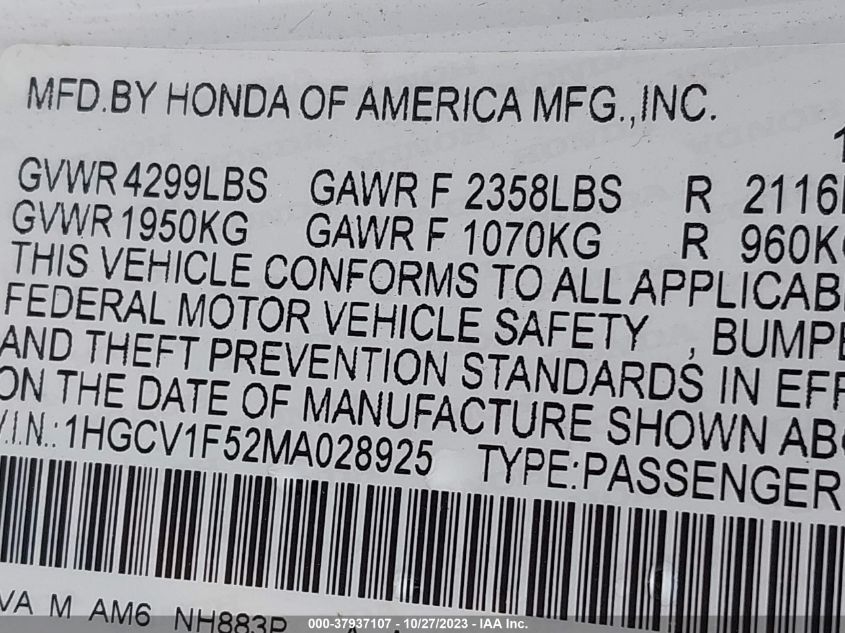 MFD.BY HONDA OF AMERICA MFG.,INC.
GVWR 4299LBS GAWR F 2358LBS R 2116
GVWR 1950KG GAWR F 1070KG R 960K
THIS VEHICLE CONFORMS TO ALL APPLICAB
FEDERAL MOTOR VEHICLE SAFETY , BUMPE
AND THEFT PREVENTION STANDARDS IN EFF
ON THE DATE OF MANUFACTURE SHOWN AB
V.I.N.: 1HGCV1F52MA028925 TYPE:PASSENGER
VA M AM6 NH883P
000-37937107 - 10/27/2023 - IAA Inc.